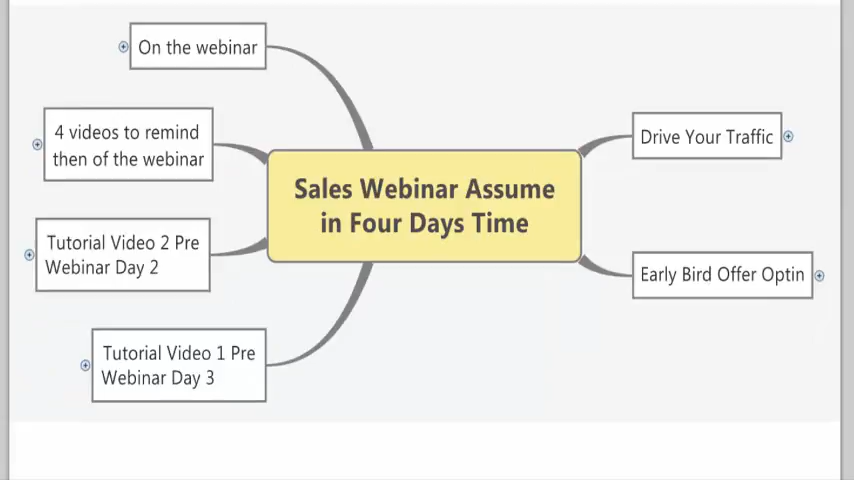 On the webinar
4 videos to remind
then of the webinar
Tutorial Video 2 Pre
Webinar Day 2
Tutorial Video 1 Pre
Webinar Day 3
Sales Webinar Assume
in Four Days Time
Drive Your Traffic
Early Bird Offer Optin